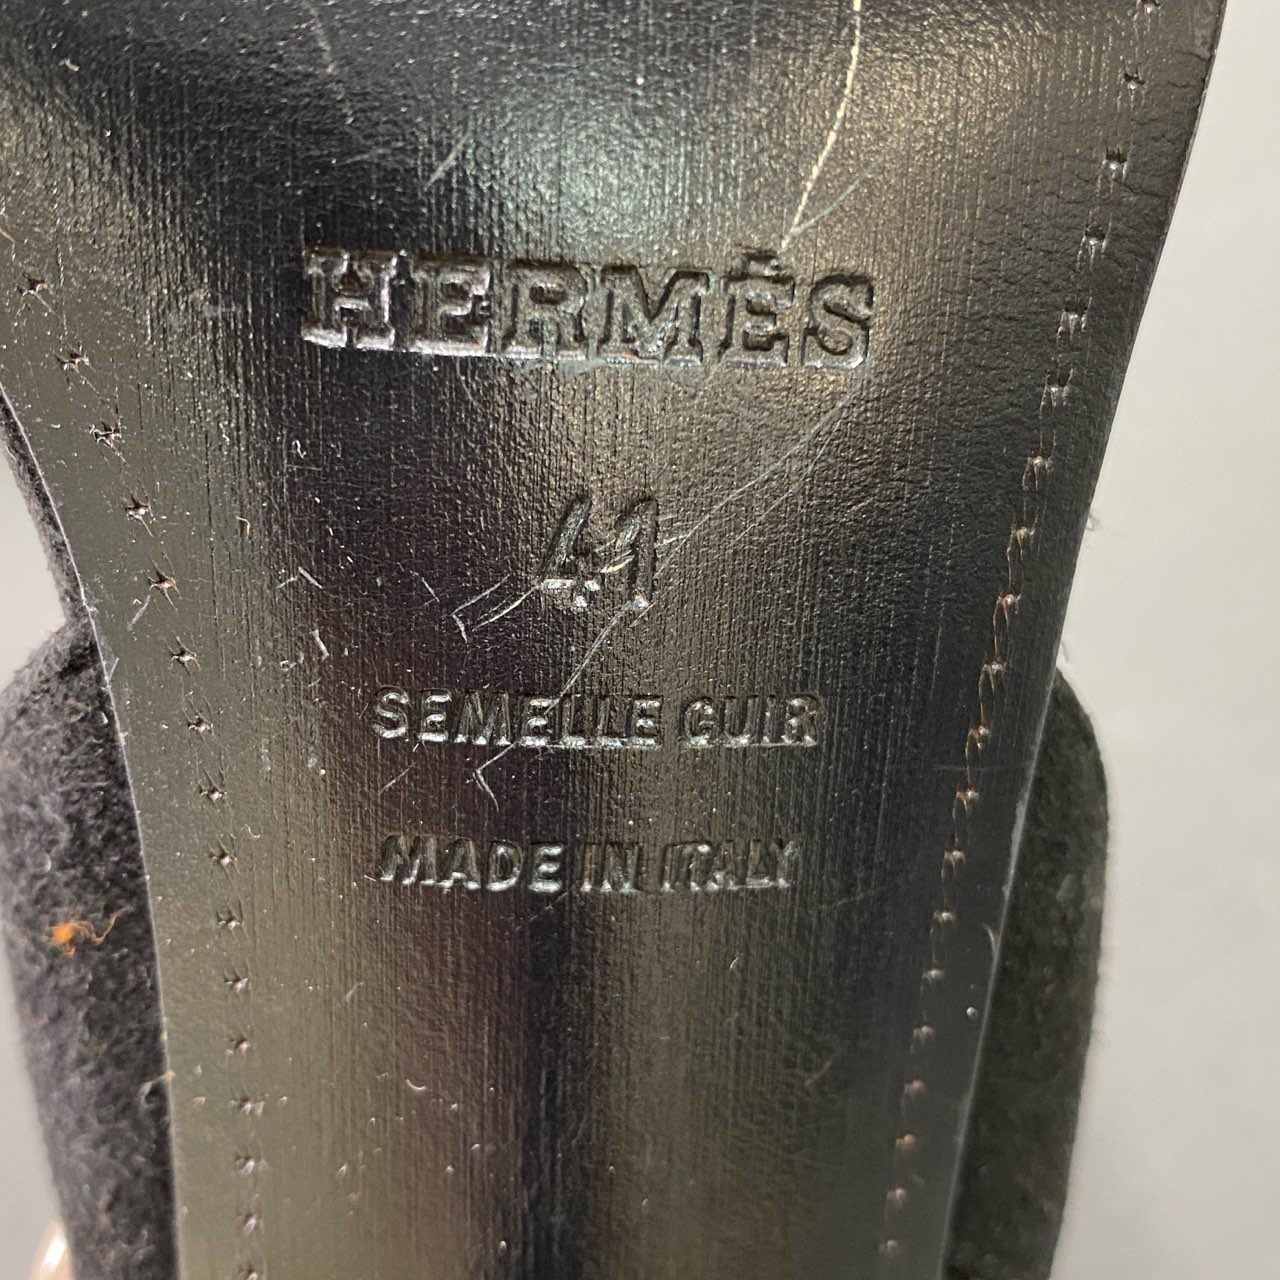 HERMÈS
41
SEMELLE CUIR
MADE IN ITALY